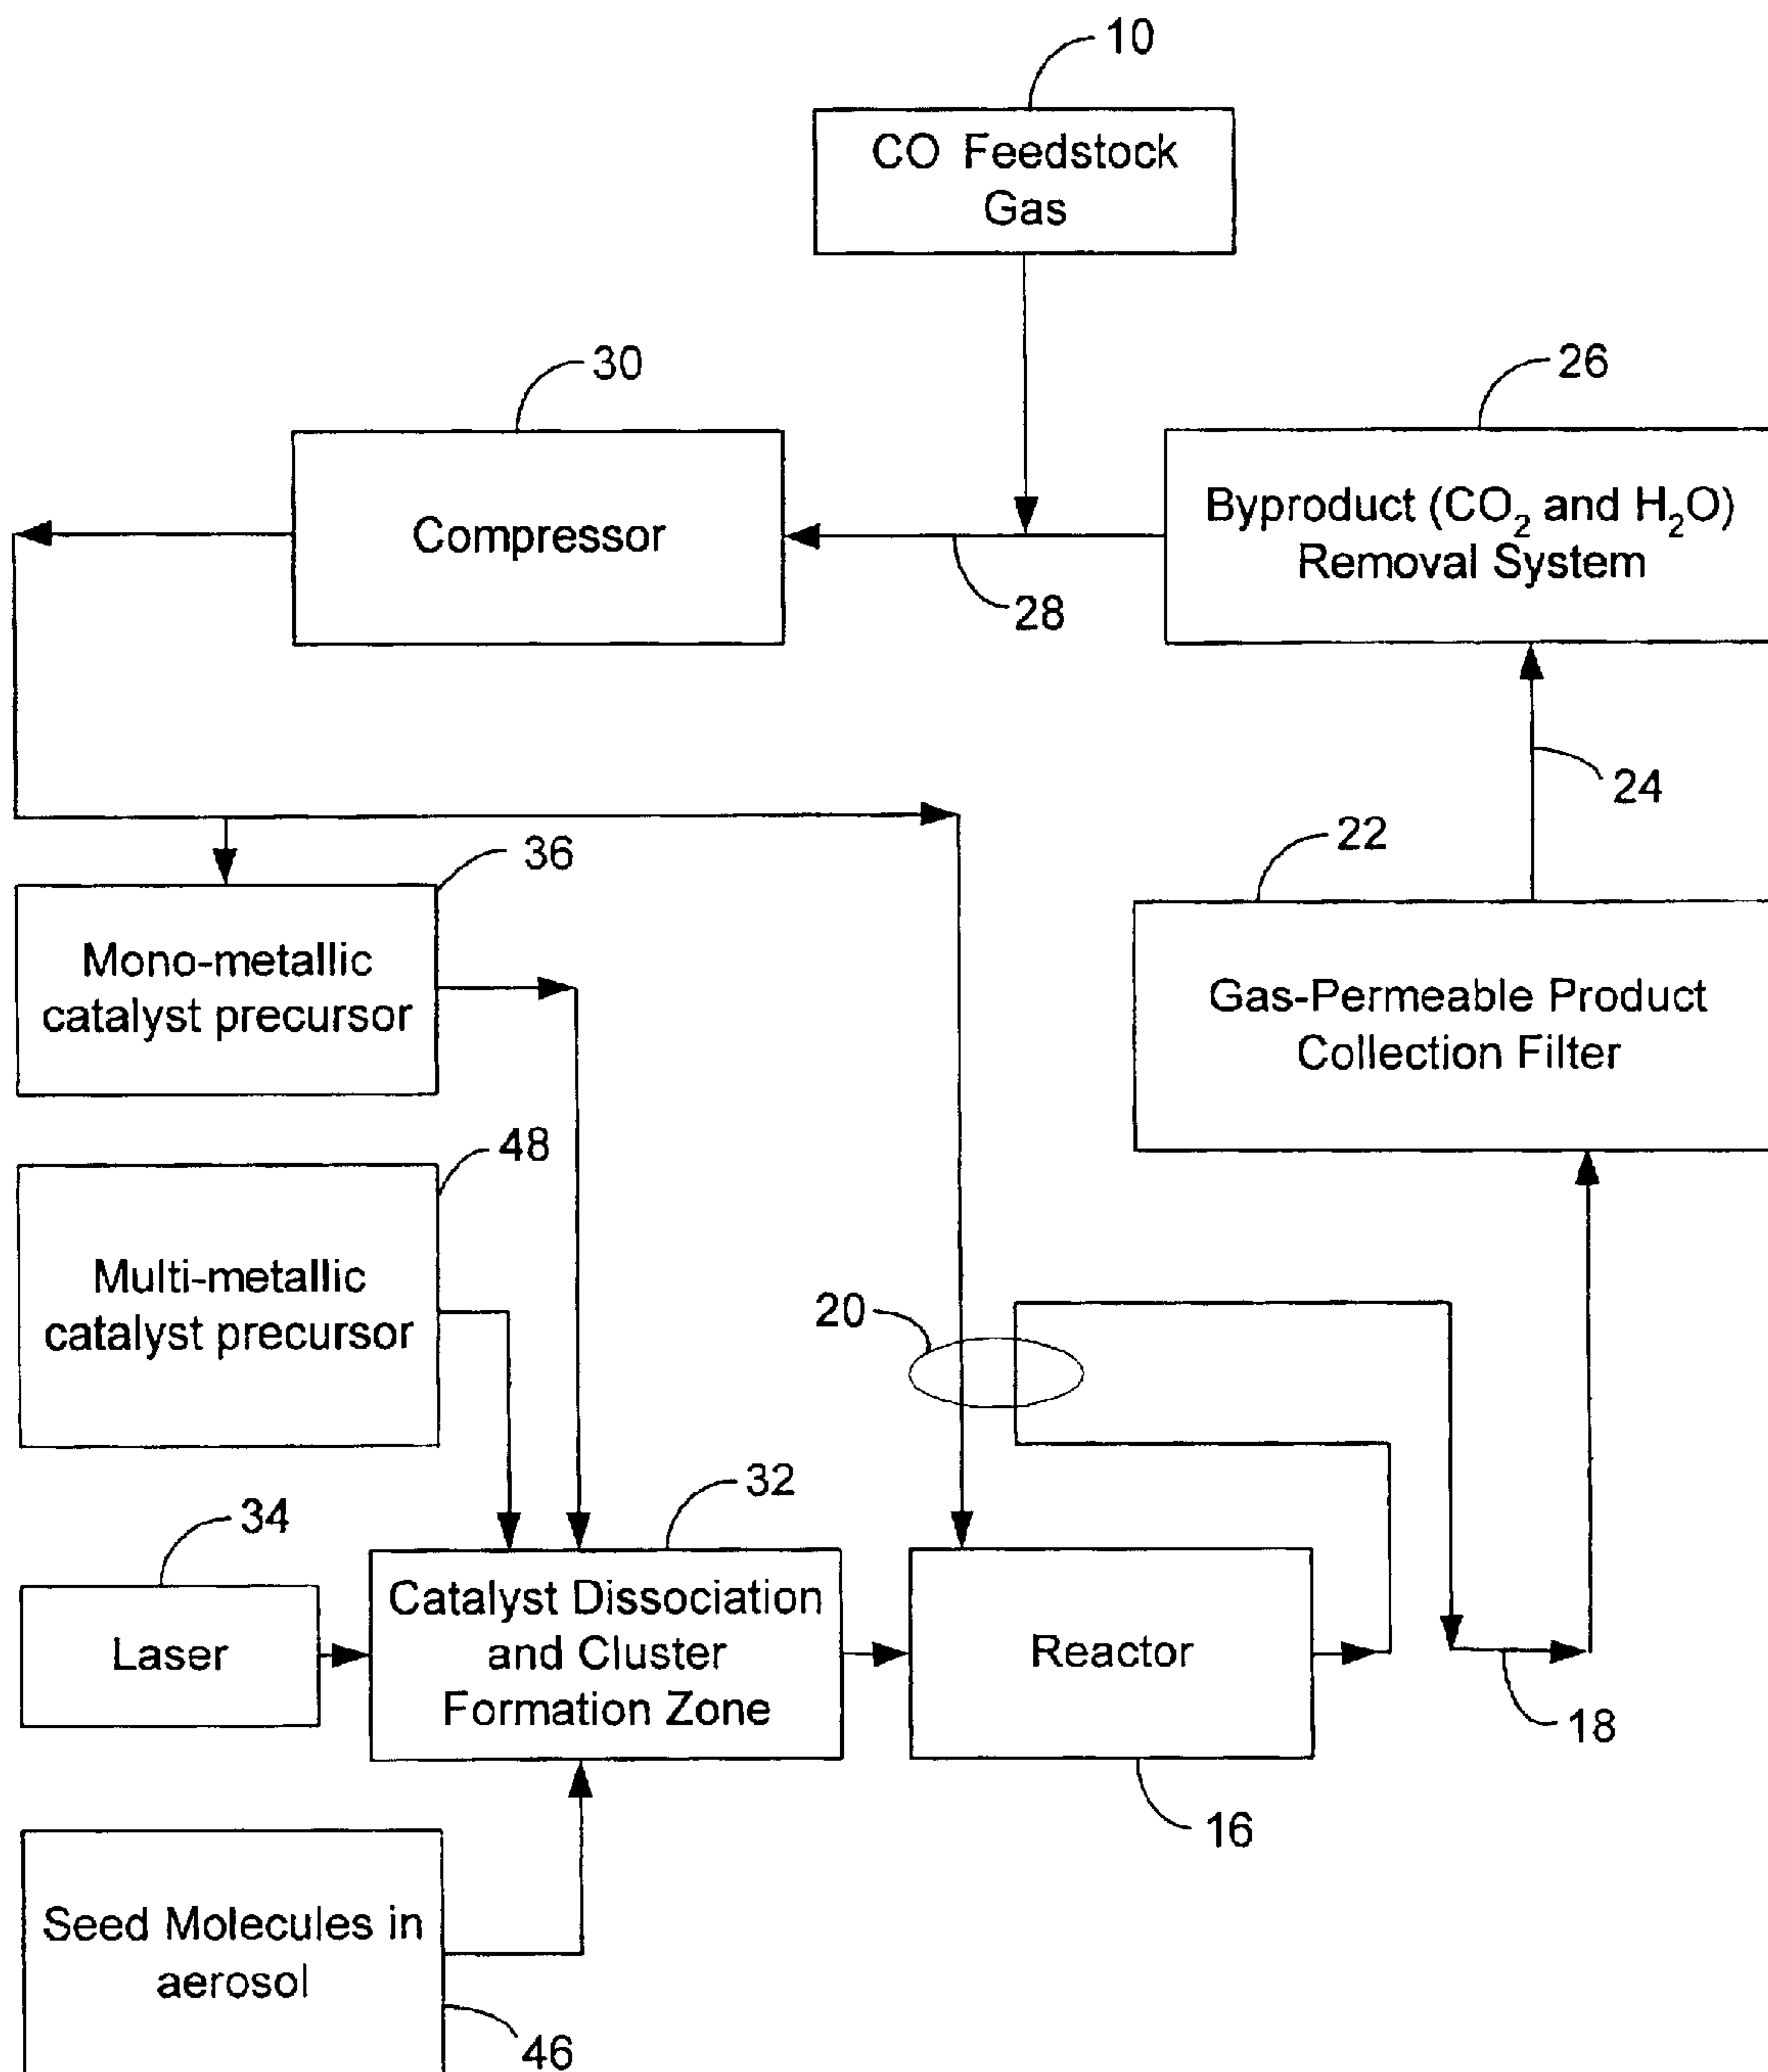 10
CO Feedstock
Gas
30
26
Compressor
Byproduct (CO₂ and H₂O)
Removal System
28
24
36
22
Mono-metallic
catalyst precursor
Gas-Permeable Product
Collection Filter
48
Multi-metallic
catalyst precursor
20
34
32
Laser
Catalyst Dissociation
and Cluster
Formation Zone
Reactor
18
16
Seed Molecules in
aerosol
46